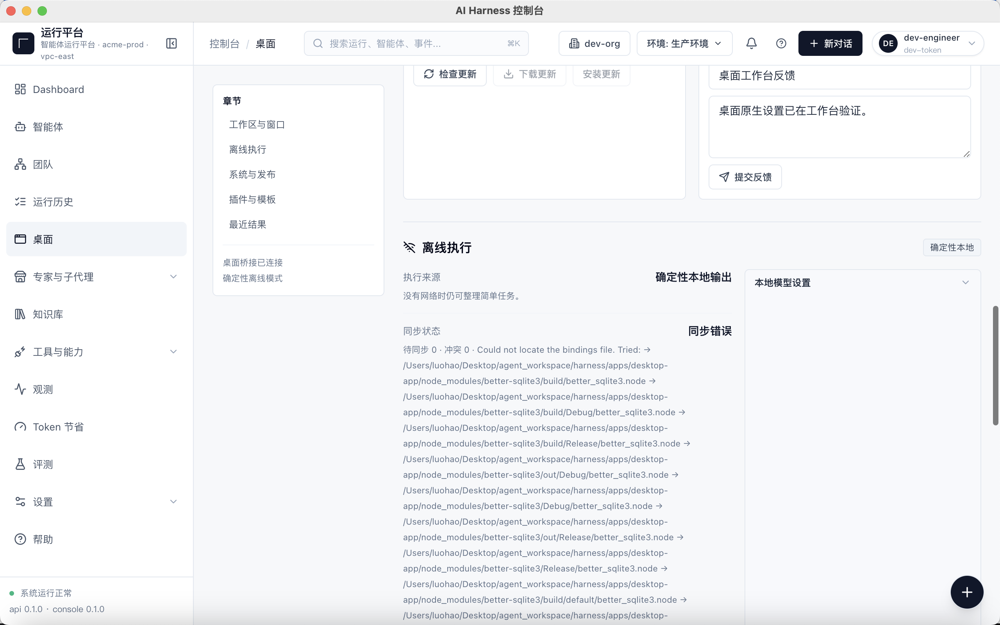 AI Harness 控制台
运行平台
智能体运行平台 · acme-prod ·
vpc-east
控制台 / 桌面
搜索运行、智能体、事件... ⌘K
dev-org
环境: 生产环境
新对话
DE
dev-engineer
dev-token
Dashboard
智能体
团队
运行历史
桌面
专家与子代理
知识库
工具与能力
观测
Token 节省
评测
设置
帮助
系统运行正常
api 0.1.0 · console 0.1.0
章节
工作区与窗口
离线执行
系统与发布
插件与模板
最近结果
桌面桥接已连接
确定性离线模式
检查更新
下载更新
安装更新
桌面工作台反馈
桌面原生设置已在工作台验证。
提交反馈
离线执行
确定性本地
执行来源
确定性本地输出
没有网络时仍可整理简单任务。
同步状态
同步错误
待同步 0 · 冲突 0 · Could not locate the bindings file. Tried: →
/Users/luohao/Desktop/agent_workspace/harness/apps/desktop-
app/node_modules/better-sqlite3/build/better_sqlite3.node →
/Users/luohao/Desktop/agent_workspace/harness/apps/desktop-
app/node_modules/better-sqlite3/build/Debug/better_sqlite3.node →
/Users/luohao/Desktop/agent_workspace/harness/apps/desktop-
app/node_modules/better-sqlite3/build/Release/better_sqlite3.node →
/Users/luohao/Desktop/agent_workspace/harness/apps/desktop-
app/node_modules/better-sqlite3/out/Debug/better_sqlite3.node →
/Users/luohao/Desktop/agent_workspace/harness/apps/desktop-
app/node_modules/better-sqlite3/Debug/better_sqlite3.node →
/Users/luohao/Desktop/agent_workspace/harness/apps/desktop-
app/node_modules/better-sqlite3/out/Release/better_sqlite3.node →
/Users/luohao/Desktop/agent_workspace/harness/apps/desktop-
app/node_modules/better-sqlite3/Release/better_sqlite3.node →
/Users/luohao/Desktop/agent_workspace/harness/apps/desktop-
app/node_modules/better-sqlite3/build/default/better_sqlite3.node →
/Users/luohao/Desktop/agent_workspace/harness/apps/desktop-
本地模型设置